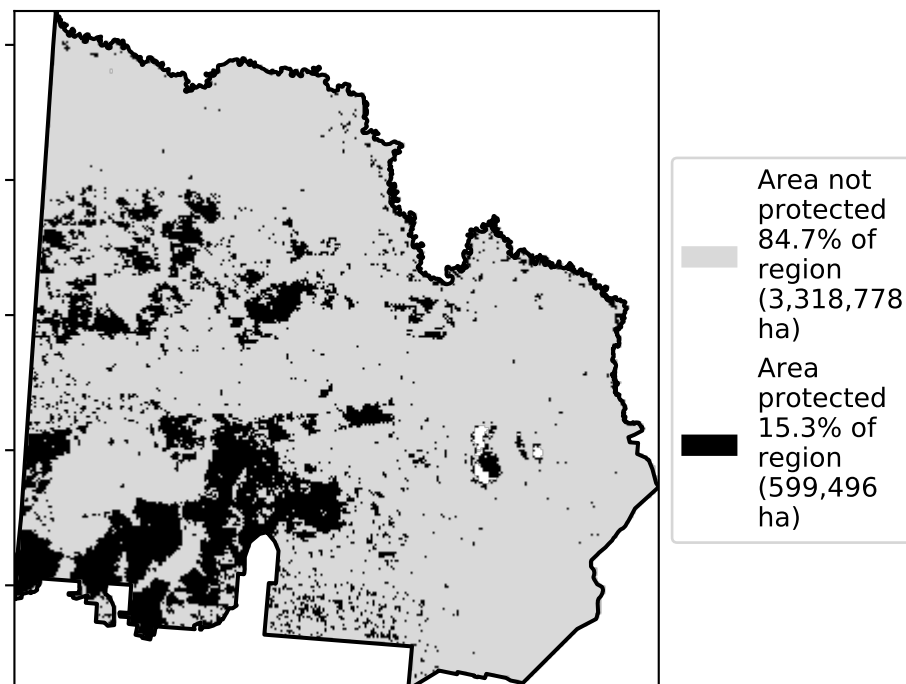 Area not
protected
84.7% of
region
(3,318,778
ha)
Area
protected
15.3% of
region
(599,496
ha)